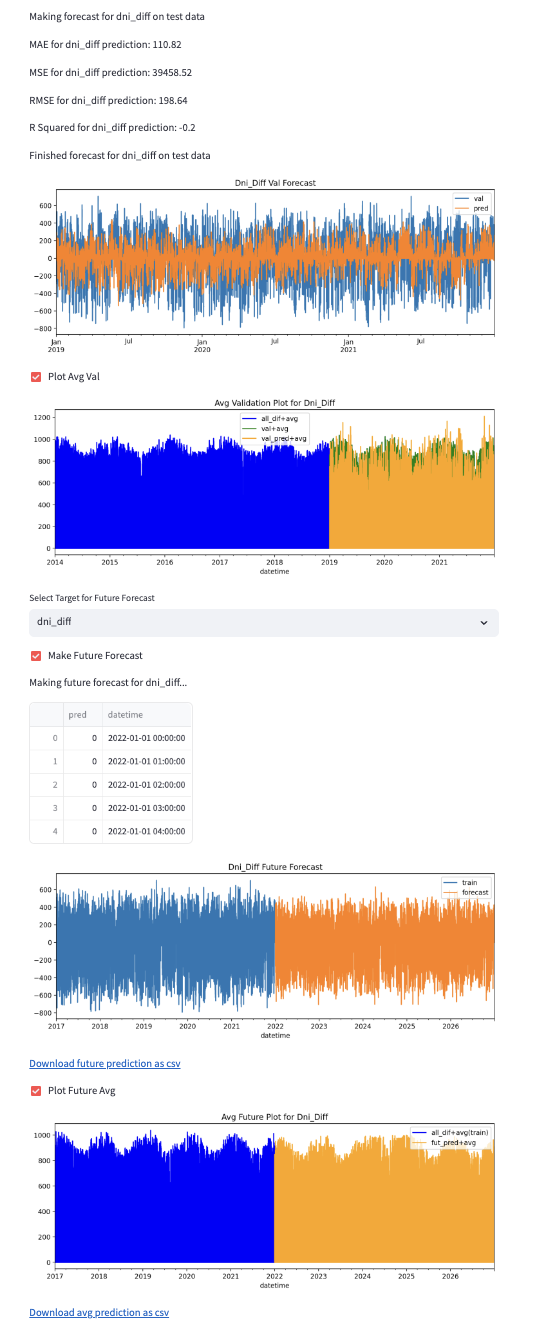 Making forecast for dni_diff on test data
MAE for dni_diff prediction: 110.82
MSE for dni_diff prediction: 39458.52
RMSE for dni_diff prediction: 198.64
R Squared for dni_diff prediction: -0.2
Finished forecast for dni_diff on test data
Dni_Diff Val Forecast
val
pred
600
400
200
0
−200
−400
−600
−800
Jan Jul Jan Jul Jan Jul
2019 2020 2021
Plot Avg Val
Avg Validation Plot for Dni_Diff
all_dif+avg
val+avg
val_pred+avg
1200
1000
800
600
400
200
0
2014 2015 2016 2017 2018 2019 2020 2021
datetime
Select Target for Future Forecast
dni_diff
Make Future Forecast
Making future forecast for dni_diff...
pred datetime
0 0 2022-01-01 00:00:00
1 0 2022-01-01 01:00:00
2 0 2022-01-01 02:00:00
3 0 2022-01-01 03:00:00
4 0 2022-01-01 04:00:00
Dni_Diff Future Forecast
train
forecast
600
400
200
0
−200
−400
−600
−800
2017 2018 2019 2020 2021 2022 2023 2024 2025 2026
datetime
Download future prediction as csv
Plot Future Avg
Avg Future Plot for Dni_Diff
all_dif+avg(train)
fut_pred+avg
1000
800
600
400
200
0
2017 2018 2019 2020 2021 2022 2023 2024 2025 2026
datetime
Download avg prediction as csv